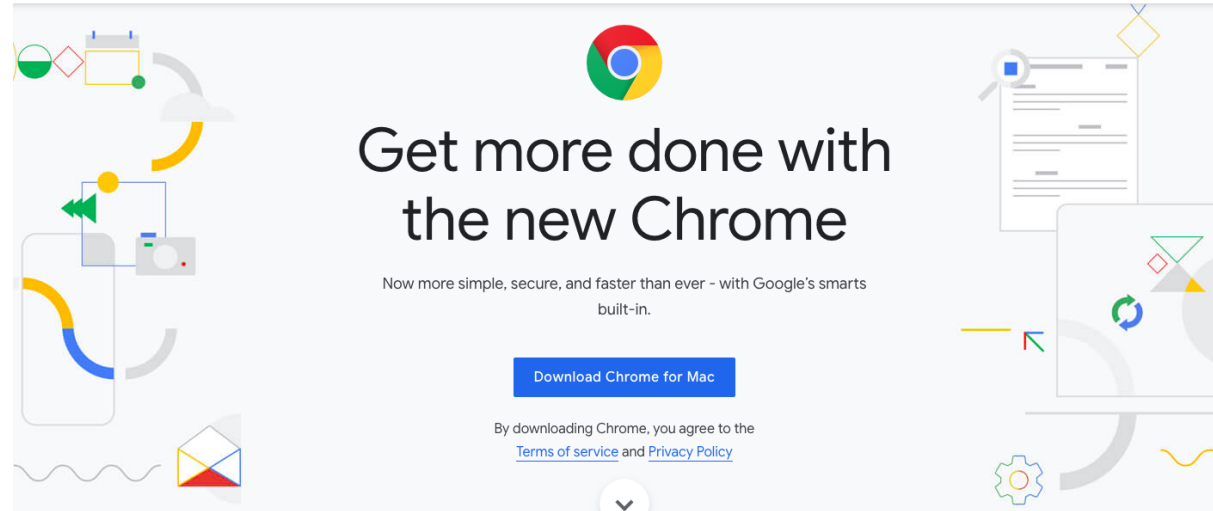 Get more done with
the new Chrome
Now more simple, secure, and faster than ever - with Google’s smarts
built-in.
Download Chrome for Mac
By downloading Chrome, you agree to the
Terms of service and Privacy Policy